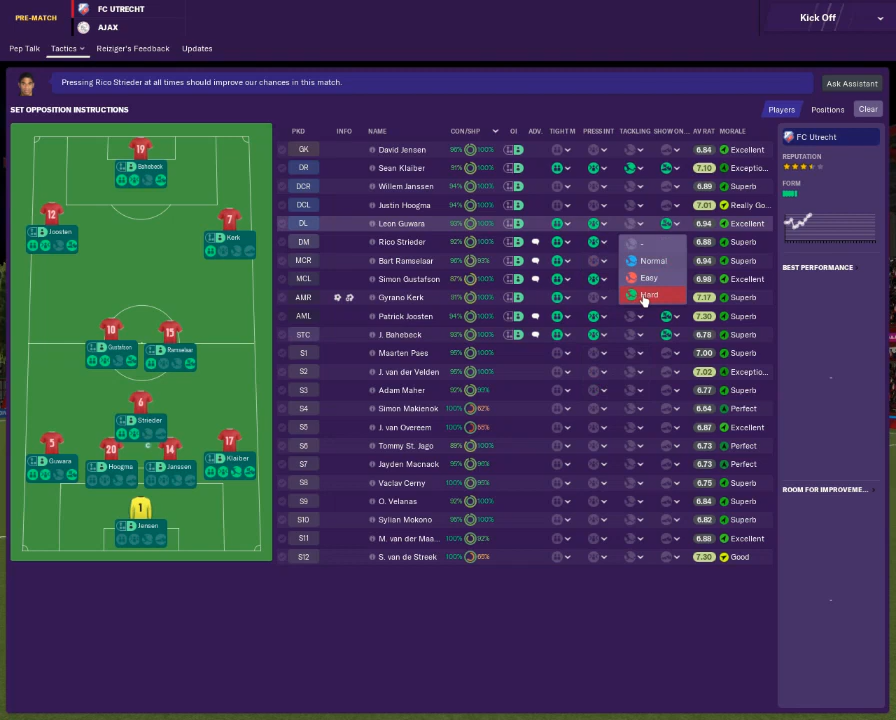 PRE-MATCH
FC UTRECHT
AJAX
Kick Off
Pep Talk Tactics Reiziger's Feedback Updates
Pressing Rico Strieder at all times should improve our chances in this match.
Ask Assistant
SET OPPOSITION INSTRUCTIONS
Players Positions Clear
19
Bahebeck
12
Joosten
7
Kerk
10
Gustafson
15
Ramselaar
6
Strieder
5
Guwara
20
Hoogma
14
Janssen
17
Klaiber
1
Jensen
PKD INFO NAME CON/SHP OI ADV. TIGHT M PRESS INT TACKLING SHOW ON... AV RAT MORALE
GK David Jensen 100% 6.84 Excellent
DR Sean Klaiber 91% 100% 7.10 Exceptio...
DCR Willem Janssen 94% 100% 6.89 Superb
DCL Justin Hoogma 94% 100% 7.01 Really Go...
DL Leon Guwara 93% 100% 6.94 Excellent
DM Rico Strieder 92% 100% 6.88 Superb
MCR Bart Ramselaar 93% 6.94 Superb
MCL Simon Gustafson 87% 100% 6.98 Excellent
AMR Gyrano Kerk 81% 100% 7.17 Superb
AML Patrick Joosten 94% 100% 7.30 Superb
STC J. Bahebeck 93% 100% 6.78 Superb
S1 Maarten Paes 100% 7.00 Superb
S2 J. van der Velden 100% 7.02 Exceptio...
S3 Adam Maher 92% 6.77 Superb
S4 Simon Makienok 100% 62% 6.64 Perfect
S5 J. van Overeem 100% 6.87 Excellent
S6 Tommy St. Jago 89% 100% 6.73 Perfect
S7 Jayden Macnack 6.73 Perfect
S8 Vaclav Cerny 100% 6.75 Superb
S9 O. Velanas 92% 100% 6.84 Superb
S10 Sylian Mokono 100% 6.82 Superb
S11 M. van der Maa... 100% 92% 6.88 Excellent
S12 S. van de Streek 100% 7.30 Good
-
Normal
Easy
Hard
FC Utrecht
REPUTATION
FORM
BEST PERFORMANCE
-
ROOM FOR IMPROVEME...
-